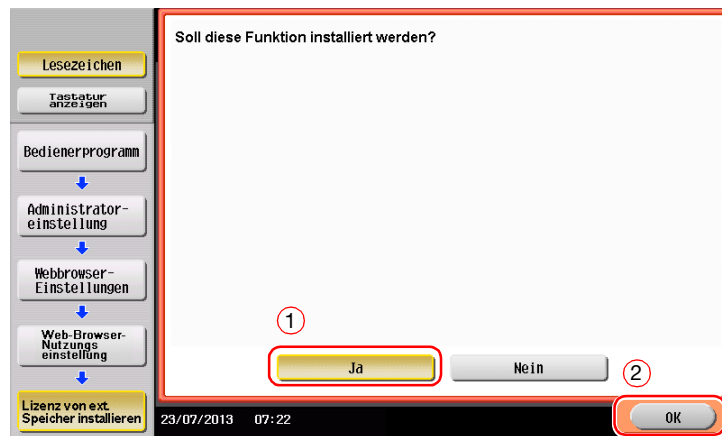 Soll diese Funktion installiert werden?
Lesezeichen
Tastatur
anzeigen
Bedienerprogramm
Administrator-
einstellung
Webbrowser-
Einstellungen
Web-Browser-
Nutzungs
einstellung
Lizenz von ext.
Speicher installieren
1
Ja
Nein
2
23/07/2013 07:22
OK